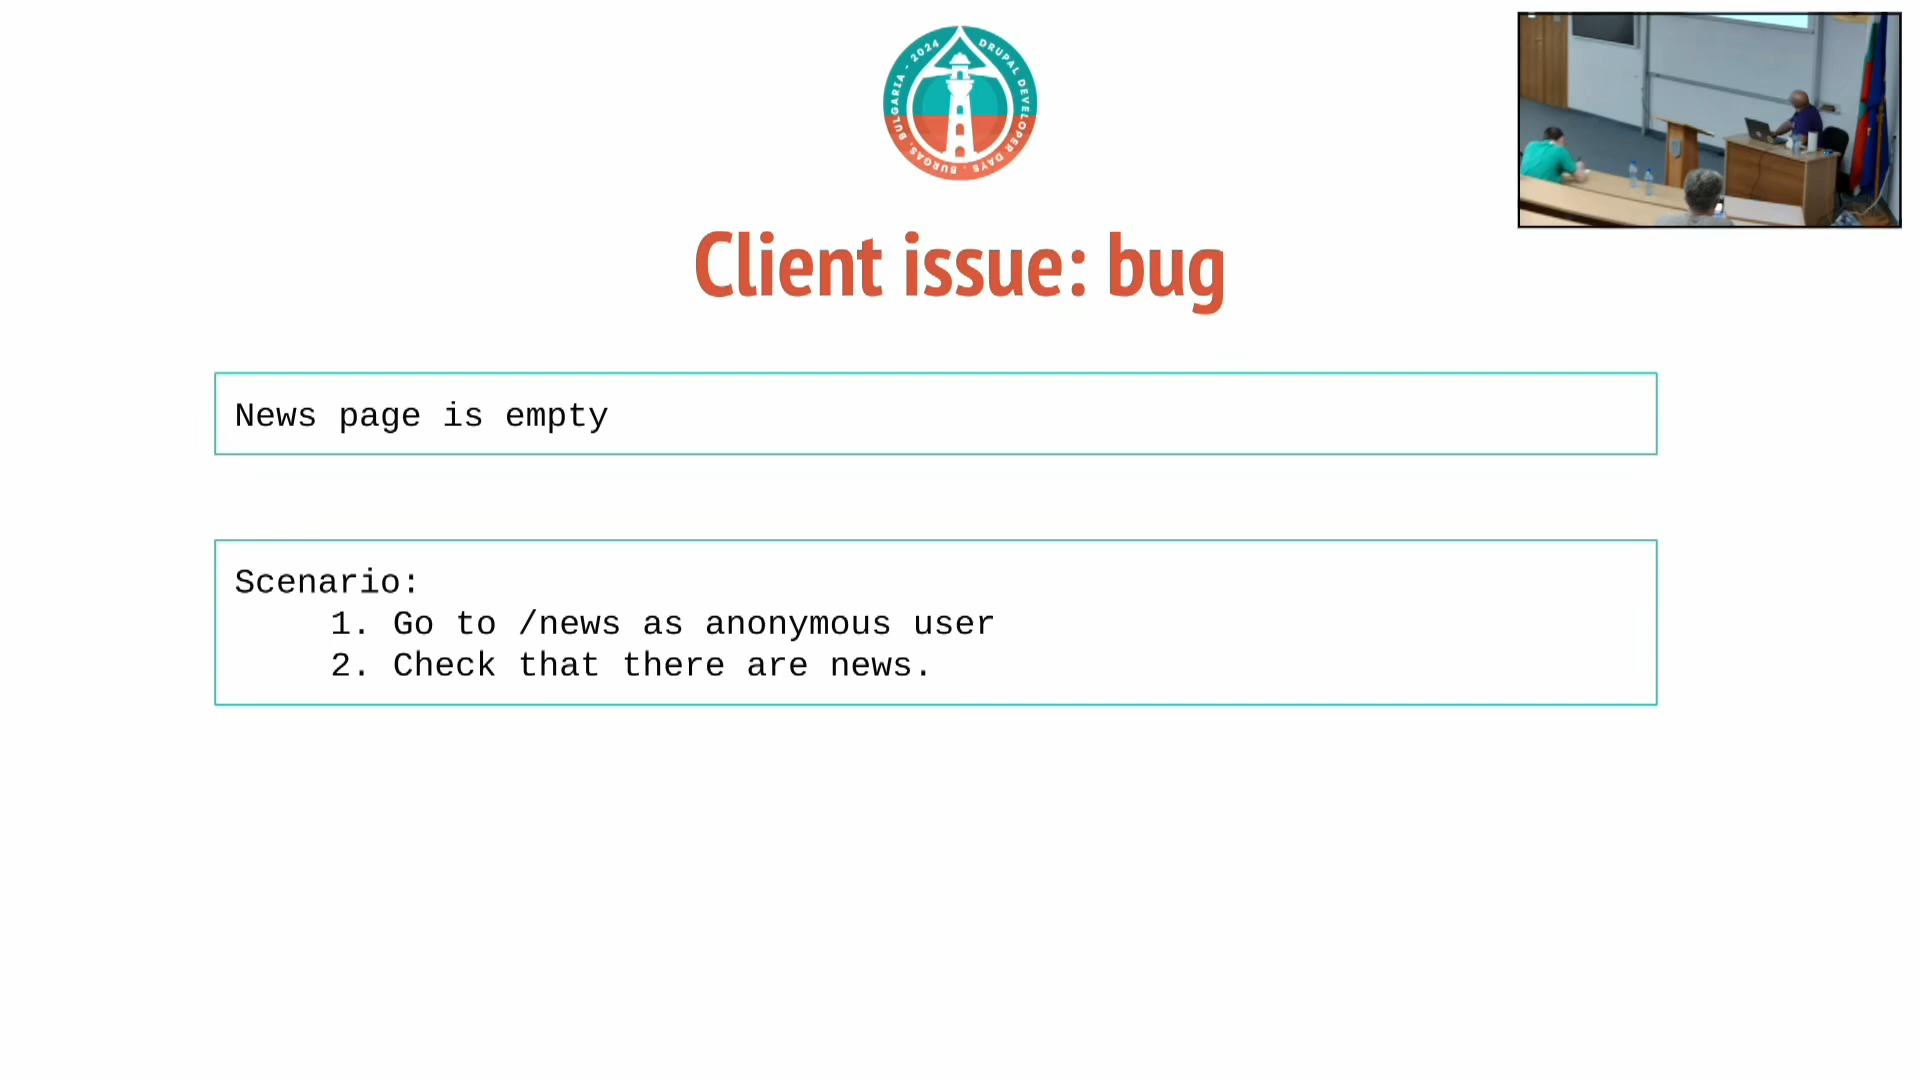 DRUPAL DEVELOPER DAYS · BURGAS, BULGARIA - 2024
Client issue: bug
News page is empty
Scenario:
1. Go to /news as anonymous user
2. Check that there are news.